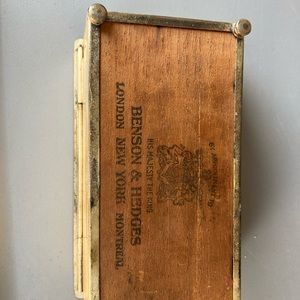 BY APPOINTMENT TO
HIS MAJESTY THE KING
BENSON & HEDGES
LONDON NEW YORK MONTREAL